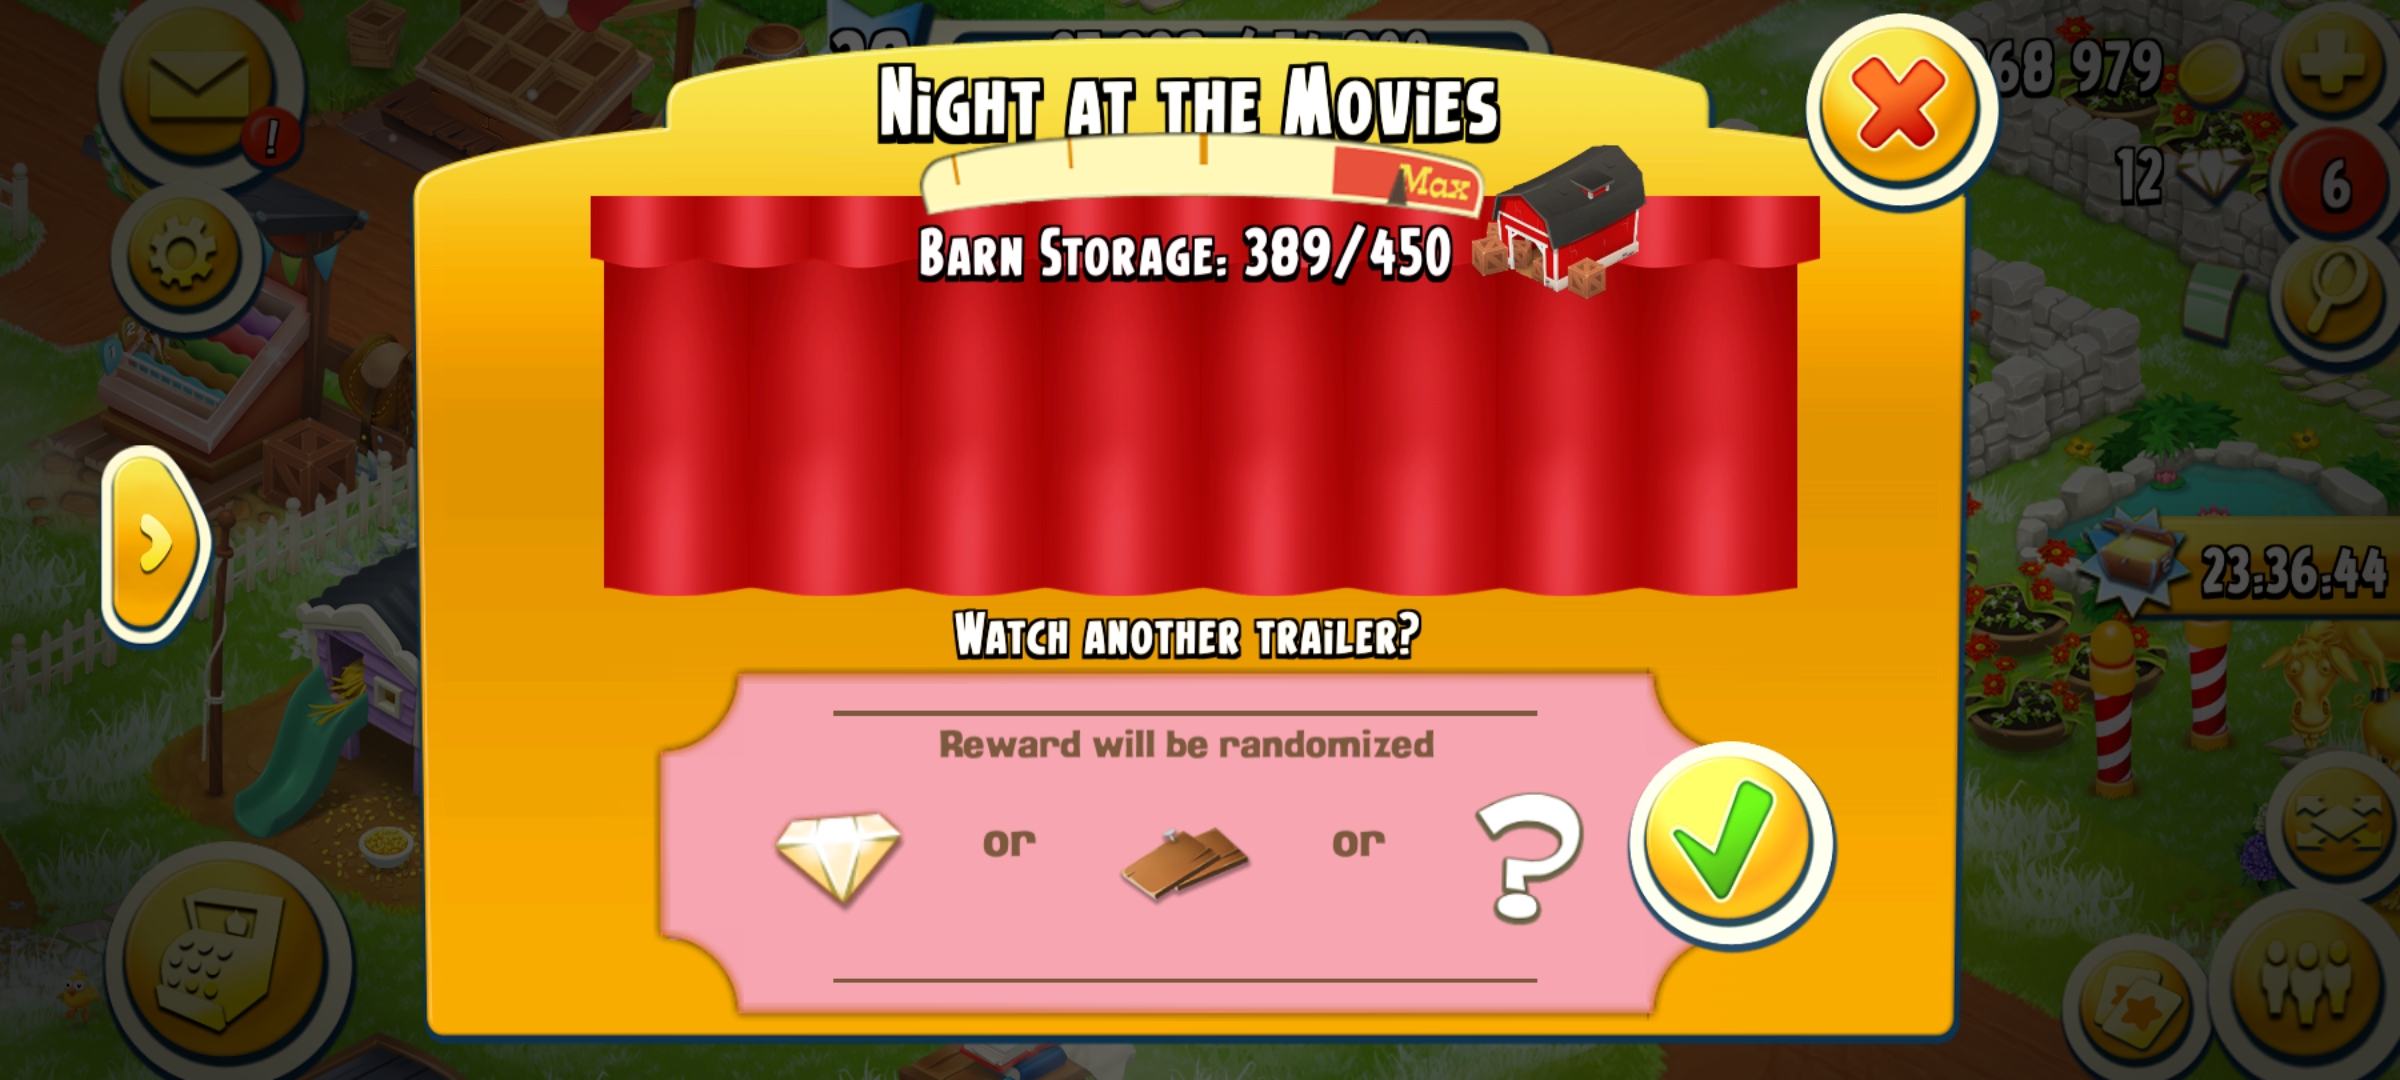 Night at the Movies
Max
Barn Storage: 389/450
68 979
12
6
23:36:44
Watch another trailer?
Reward will be randomized
or
or
?